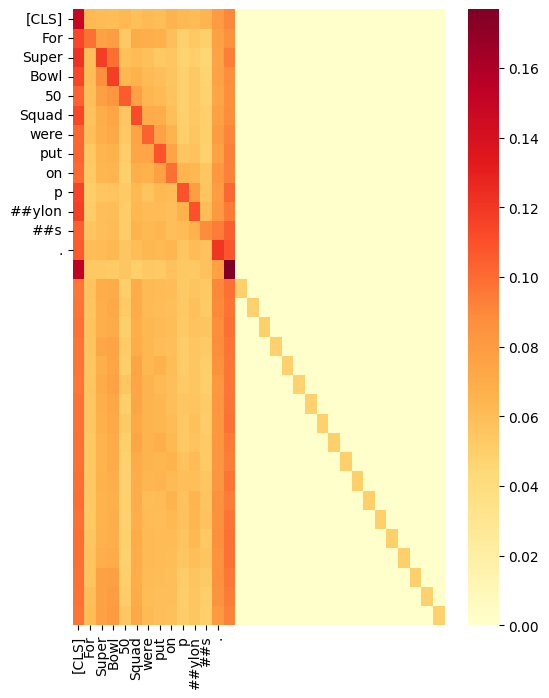 [CLS]
For
Super
Bowl
50
Squad
were
put
on
p
##ylon
##s
.
[CLS]
For
Super
Bowl
50
Squad
were
put
on
p
##ylon
##s
.
0.16
0.14
0.12
0.10
0.08
0.06
0.04
0.02
0.00